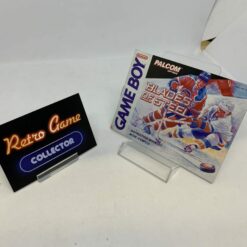 Retro Game
COLLECTOR
PALCOM
GAME BOY
BLADES
OF STEEL